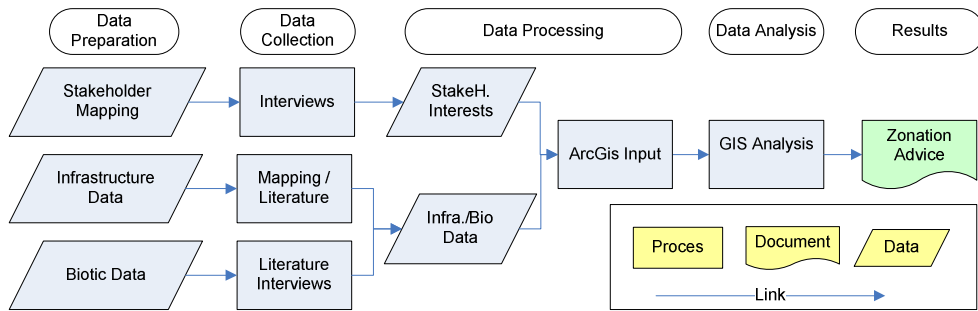 Data
Preparation
Data
Collection
Data Processing
Data Analysis
Results
Stakeholder
Mapping
Interviews
StakeH.
Interests
ArcGis Input
GIS Analysis
Zonation
Advice
Infrastructure
Data
Mapping /
Literature
Infra./Bio
Data
Biotic Data
Literature
Interviews
Proces
Document
Data
Link